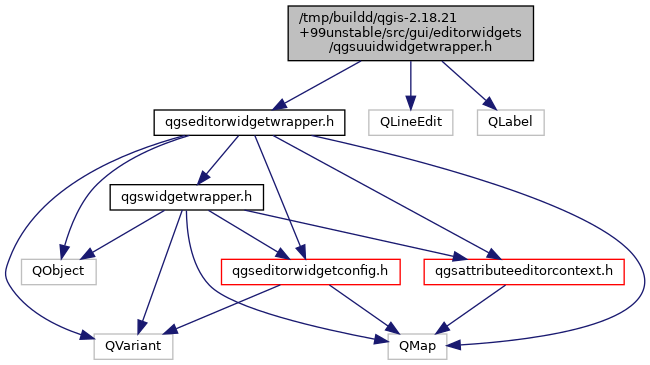 /tmp/buildd/qgis-2.18.21
+99unstable/src/gui/editorwidgets
/qgsuuidwidgetwrapper.h
qgseditorwidgetwrapper.h
QLineEdit
QLabel
qgswidgetwrapper.h
QObject
qgseditorwidgetconfig.h
qgsattributeeditorcontext.h
QVariant
QMap